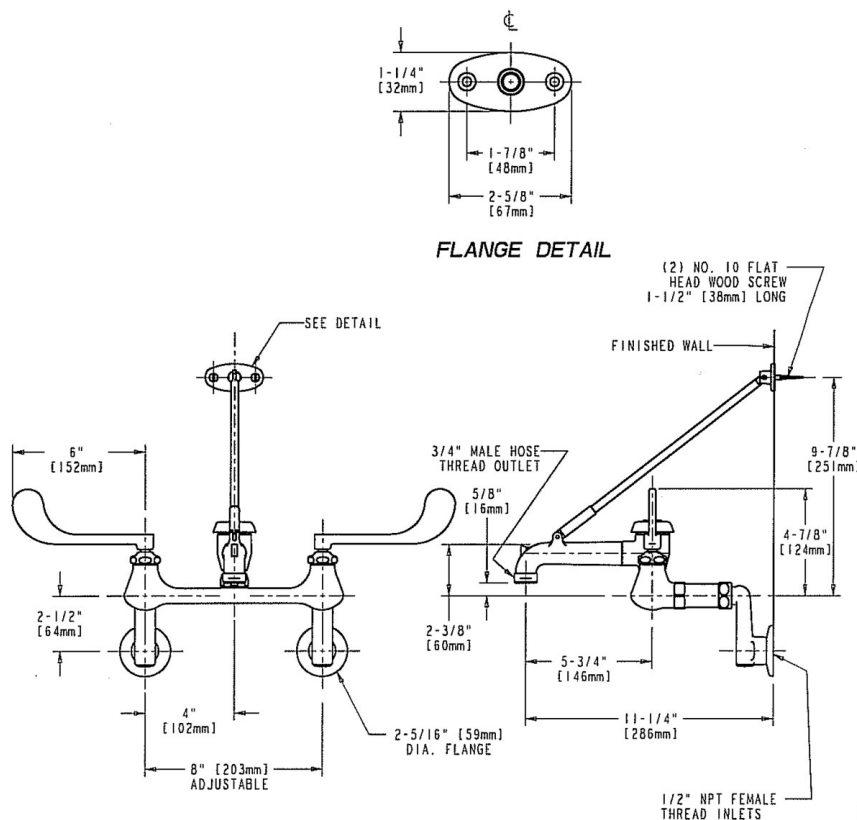 ℄
1-1/4"
[32mm]
1-7/8"
[48mm]
2-5/8"
[67mm]
FLANGE DETAIL
(2) NO. 10 FLAT
HEAD WOOD SCREW
1-1/2" [38mm] LONG
SEE DETAIL
FINISHED WALL
6"
[152mm]
3/4" MALE HOSE
THREAD OUTLET
9-7/8"
[251mm]
5/8"
[16mm]
4-7/8"
[124mm]
2-1/2"
[64mm]
2-3/8"
[60mm]
5-3/4"
[146mm]
4"
[102mm]
11-1/4"
[286mm]
2-5/16" [59mm]
DIA. FLANGE
8" [203mm]
ADJUSTABLE
1/2" NPT FEMALE
THREAD INLETS